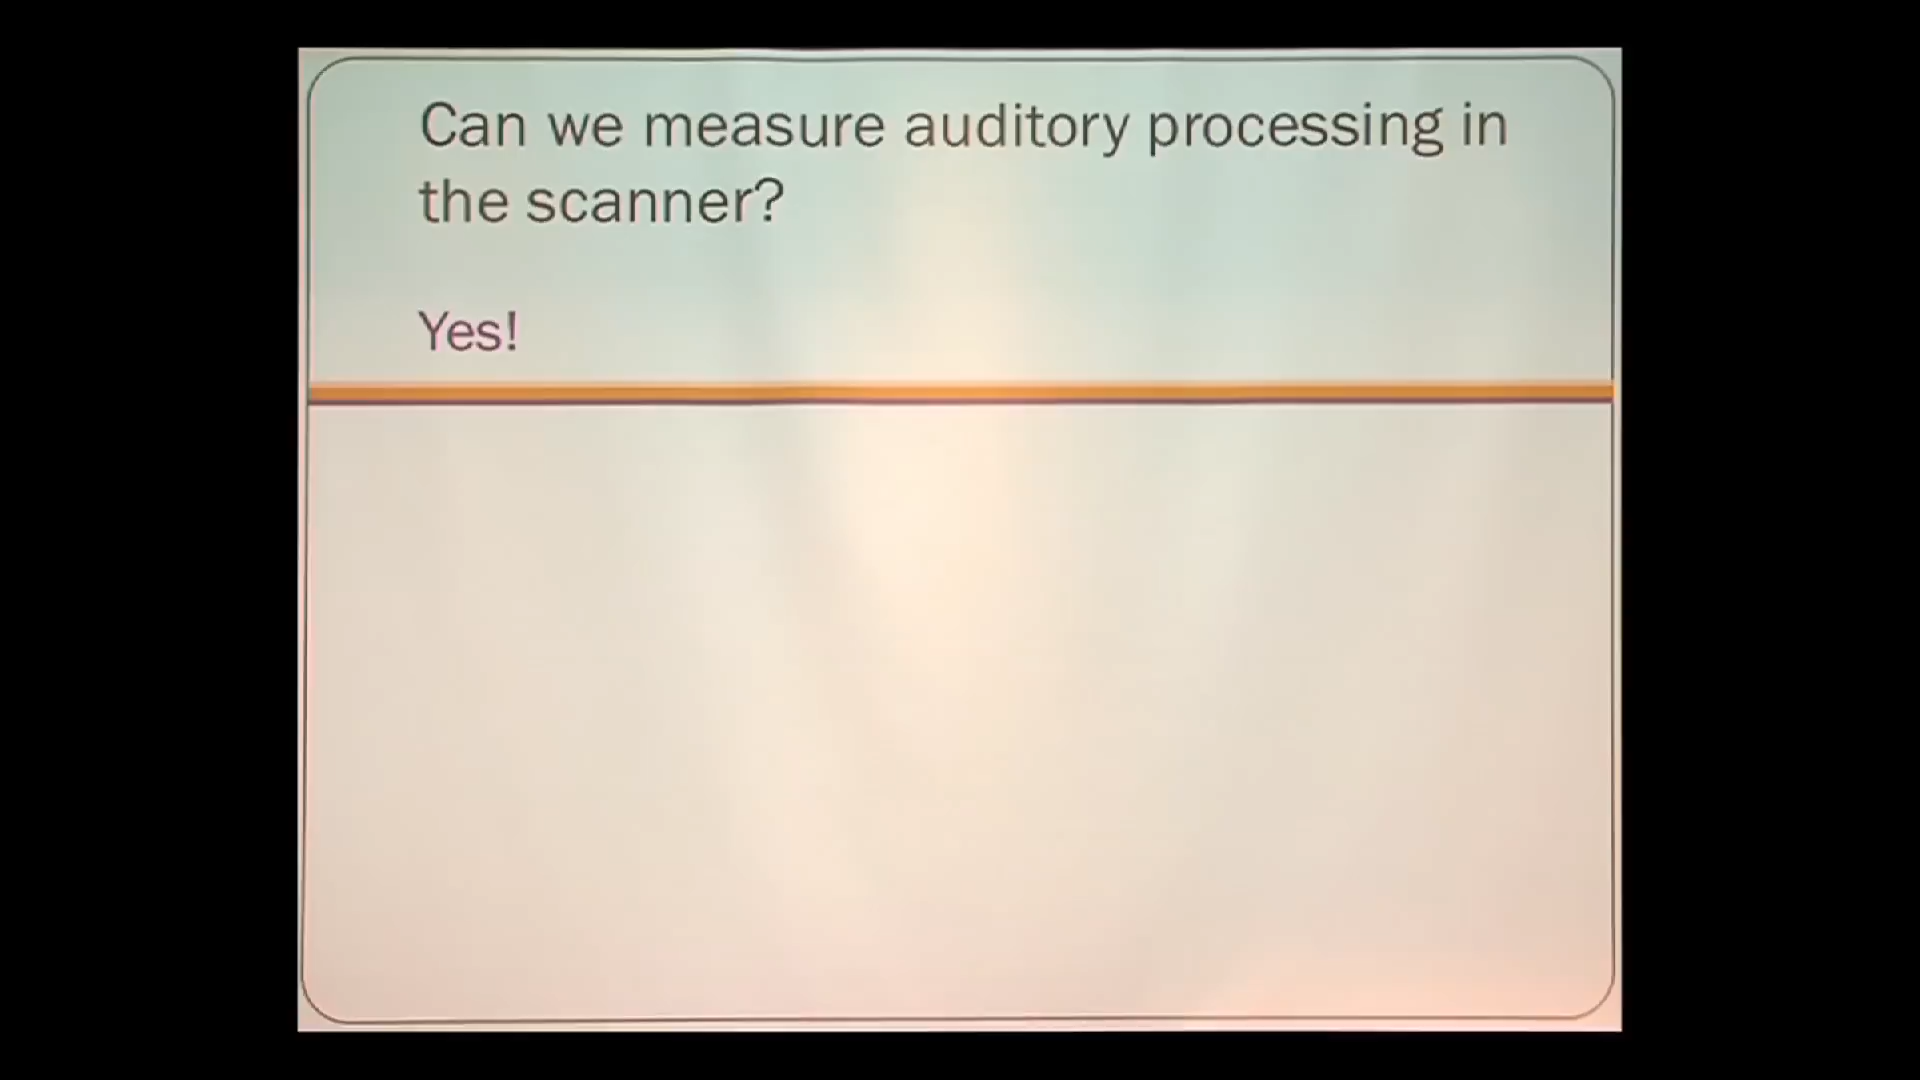 Can we measure auditory processing in
the scanner?
Yes!